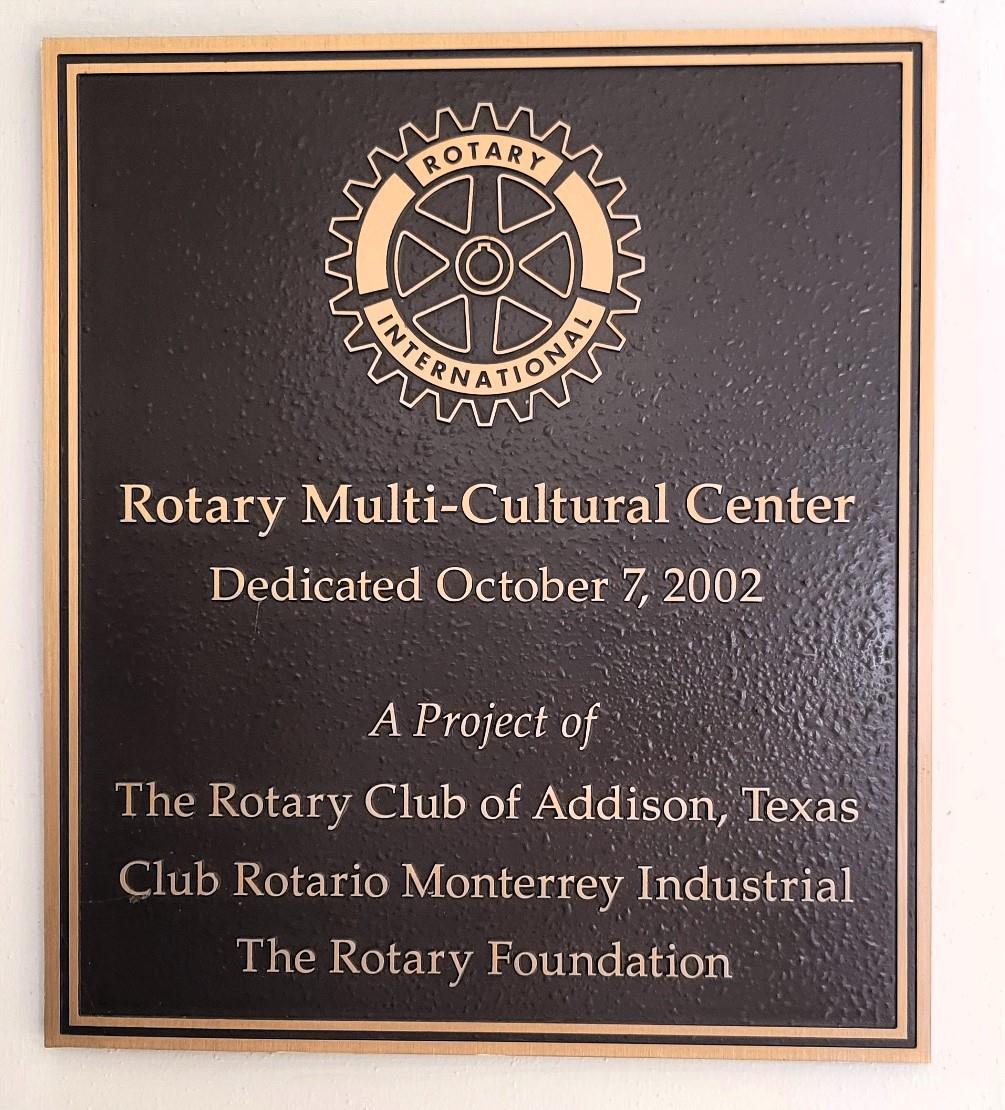 ROTARY
INTERNATIONAL
Rotary Multi-Cultural Center
Dedicated October 7, 2002
A Project of
The Rotary Club of Addison, Texas
Club Rotario Monterrey Industrial
The Rotary Foundation